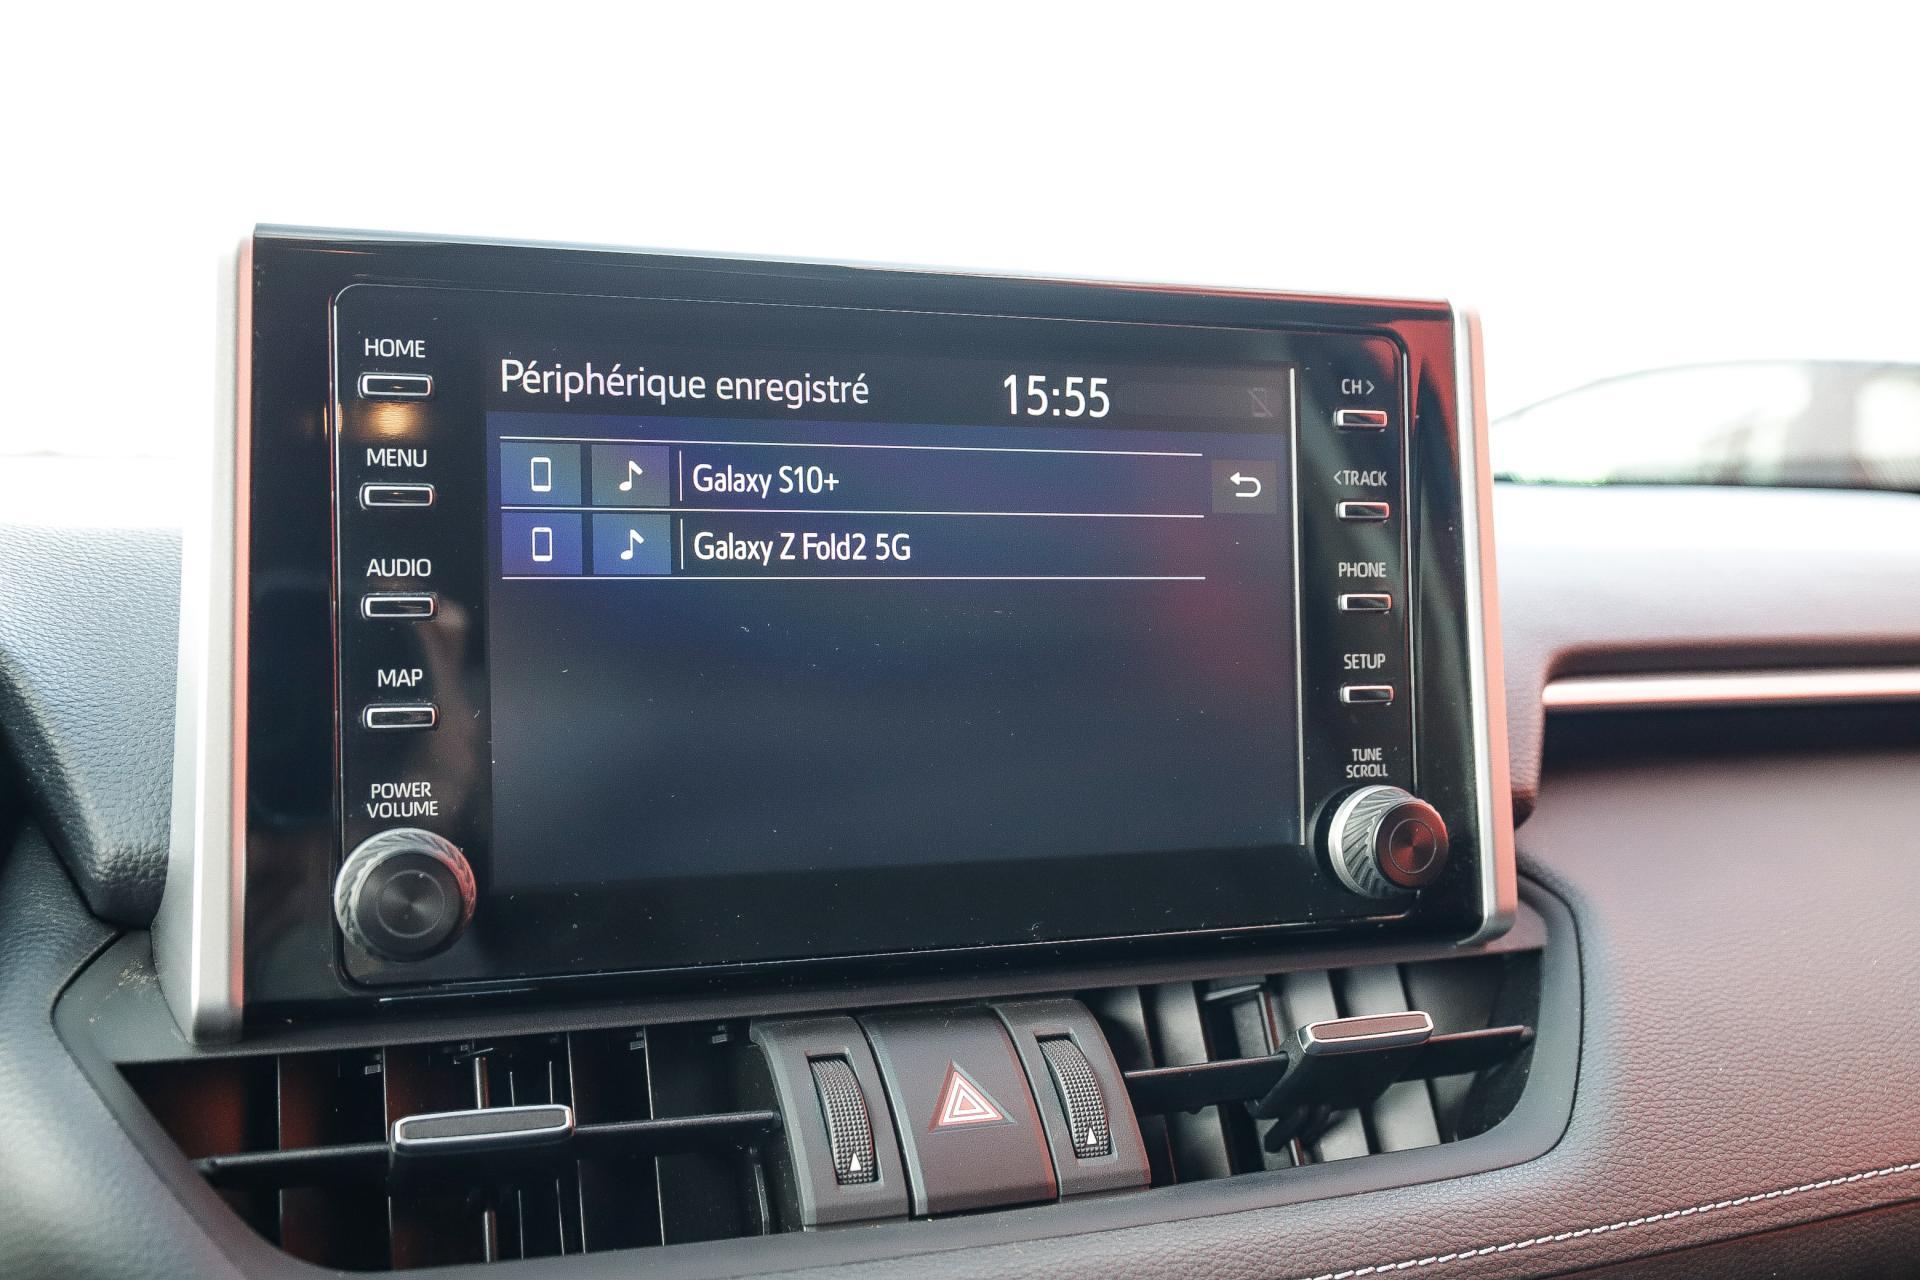 HOME
MENU
AUDIO
MAP
POWER
VOLUME
Périphérique enregistré 15:55
Galaxy S10+
Galaxy Z Fold2 5G
CH >
< TRACK
PHONE
SETUP
TUNE
SCROLL